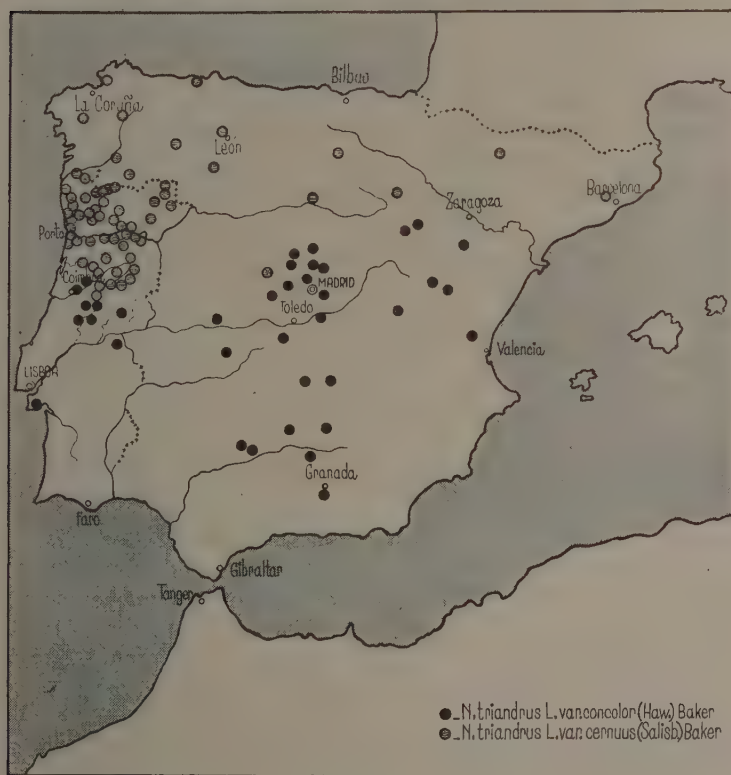 Bilbao
La Coruña
León
Zaragoza
Barcelona
Porto
Coimbra
MADRID
Toledo
Valencia
LISBOA
Granada
Faro
Gibraltar
Tanger
_N. triandrus L. var. concolor (Haw.) Baker
_N. triandrus L. var. cernuus (Salisb.) Baker